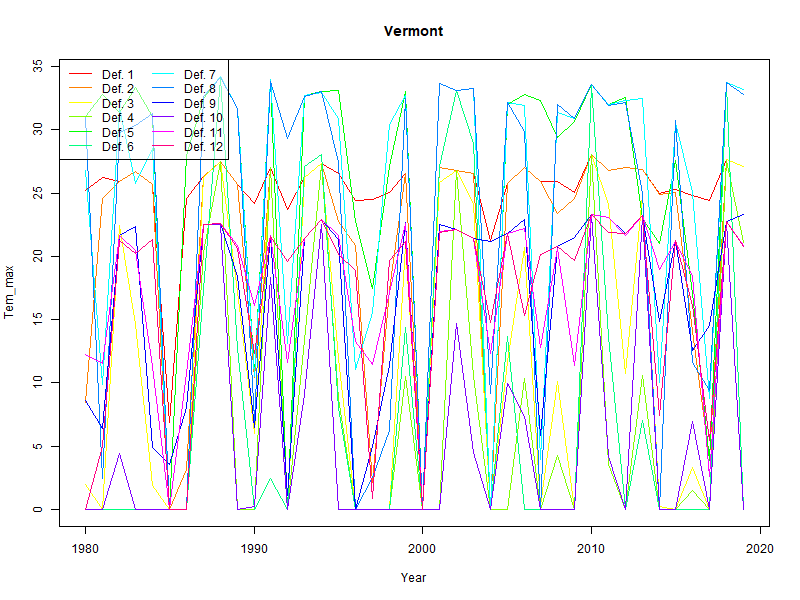 Vermont
Def. 1 Def. 7
Def. 2 Def. 8
Def. 3 Def. 9
Def. 4 Def. 10
Def. 5 Def. 11
Def. 6 Def. 12
Tem_max
35
30
25
20
15
10
5
0
1980 1990 2000 2010 2020
Year